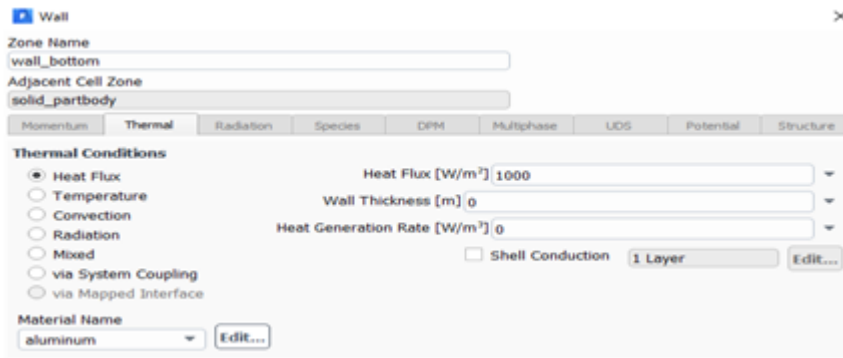 Wall
Zone Name
wall_bottom
Adjacent Cell Zone
solid_partbody
Momentum Thermal Radiation Species DPM Multiphase UDS Potential Structure
Thermal Conditions
Heat Flux Heat Flux [W/m²] 1000
Temperature Wall Thickness [m] 0
Convection
Radiation Heat Generation Rate [W/m³] 0
Mixed Shell Conduction 1 Layer Edit...
via System Coupling
via Mapped Interface
Material Name
aluminum Edit...